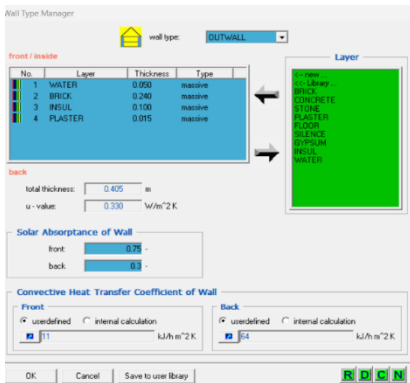 Wall Type Manager
wall type: OUTWALL
front / inside
No. Layer Thickness Type
1 WATER 0.050 massive
2 BRICK 0.240 massive
3 INSUL 0.100 massive
4 PLASTER 0.015 massive
back
Layer
<-- new ...
<<- Library...
BRICK
CONCRETE
STONE
PLASTER
FLOOR
SILENCE
GYPSUM
INSUL
WATER
total thickness: 0.405 m
u - value: 0.330 W/m^2 K
Solar Absorptance of Wall
front: 0.75 -
back 0.3 -
Convective Heat Transfer Coefficient of Wall
Front
userdefined internal calculation
11 kJ/h m^2 K
Back
userdefined internal calculation
64 kJ/h m^2 K
OK Cancel Save to user library R D C N